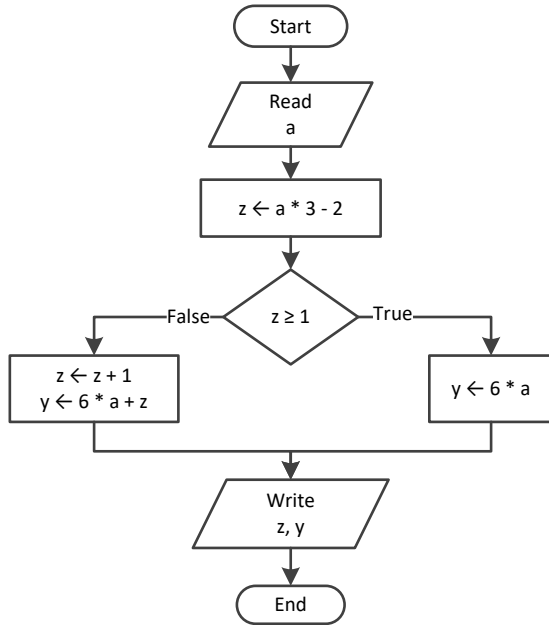 Start
Read
a
z ← a * 3 - 2
z ≥ 1
False
True
z ← z + 1
y ← 6 * a + z
y ← 6 * a
Write
z, y
End